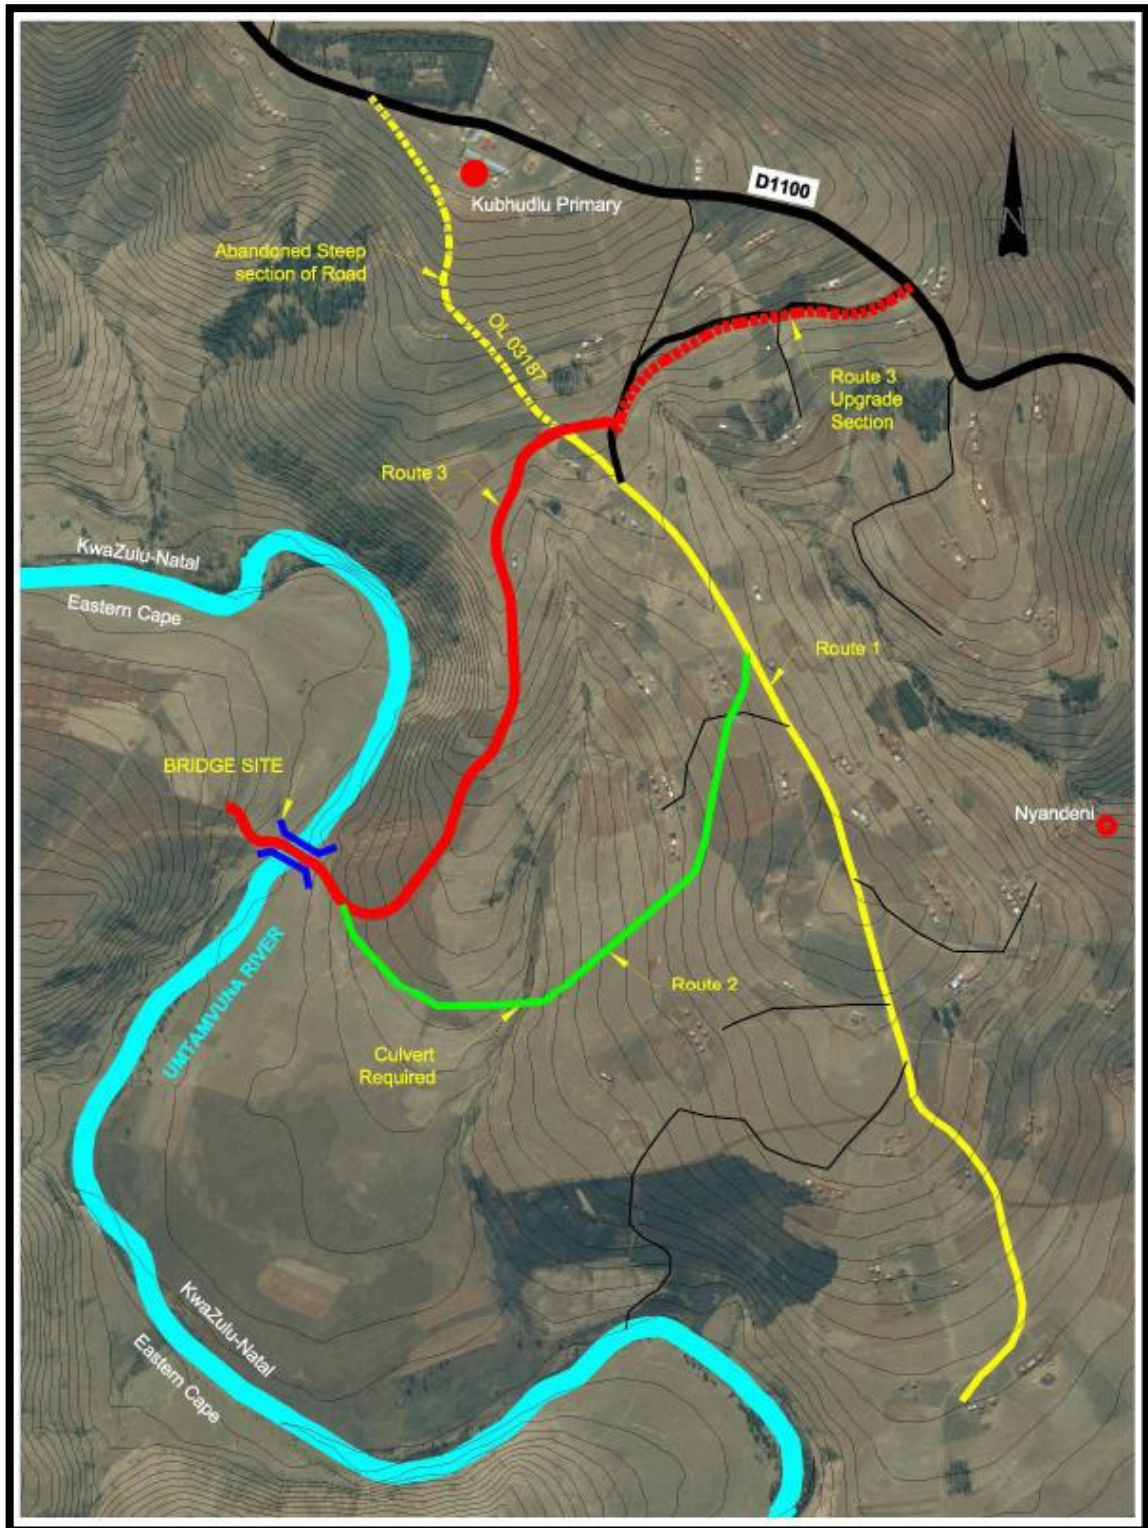 D1100
N
Kubhudlu Primary
Abandoned Steep
section of Road
DL 03187
Route 3
Upgrade
Section
Route 3
KwaZulu-Natal
Eastern Cape
Route 1
BRIDGE SITE
Nyandeni
UMTAMVUNA RIVER
Route 2
Culvert
Required
KwaZulu-Natal
Eastern Cape